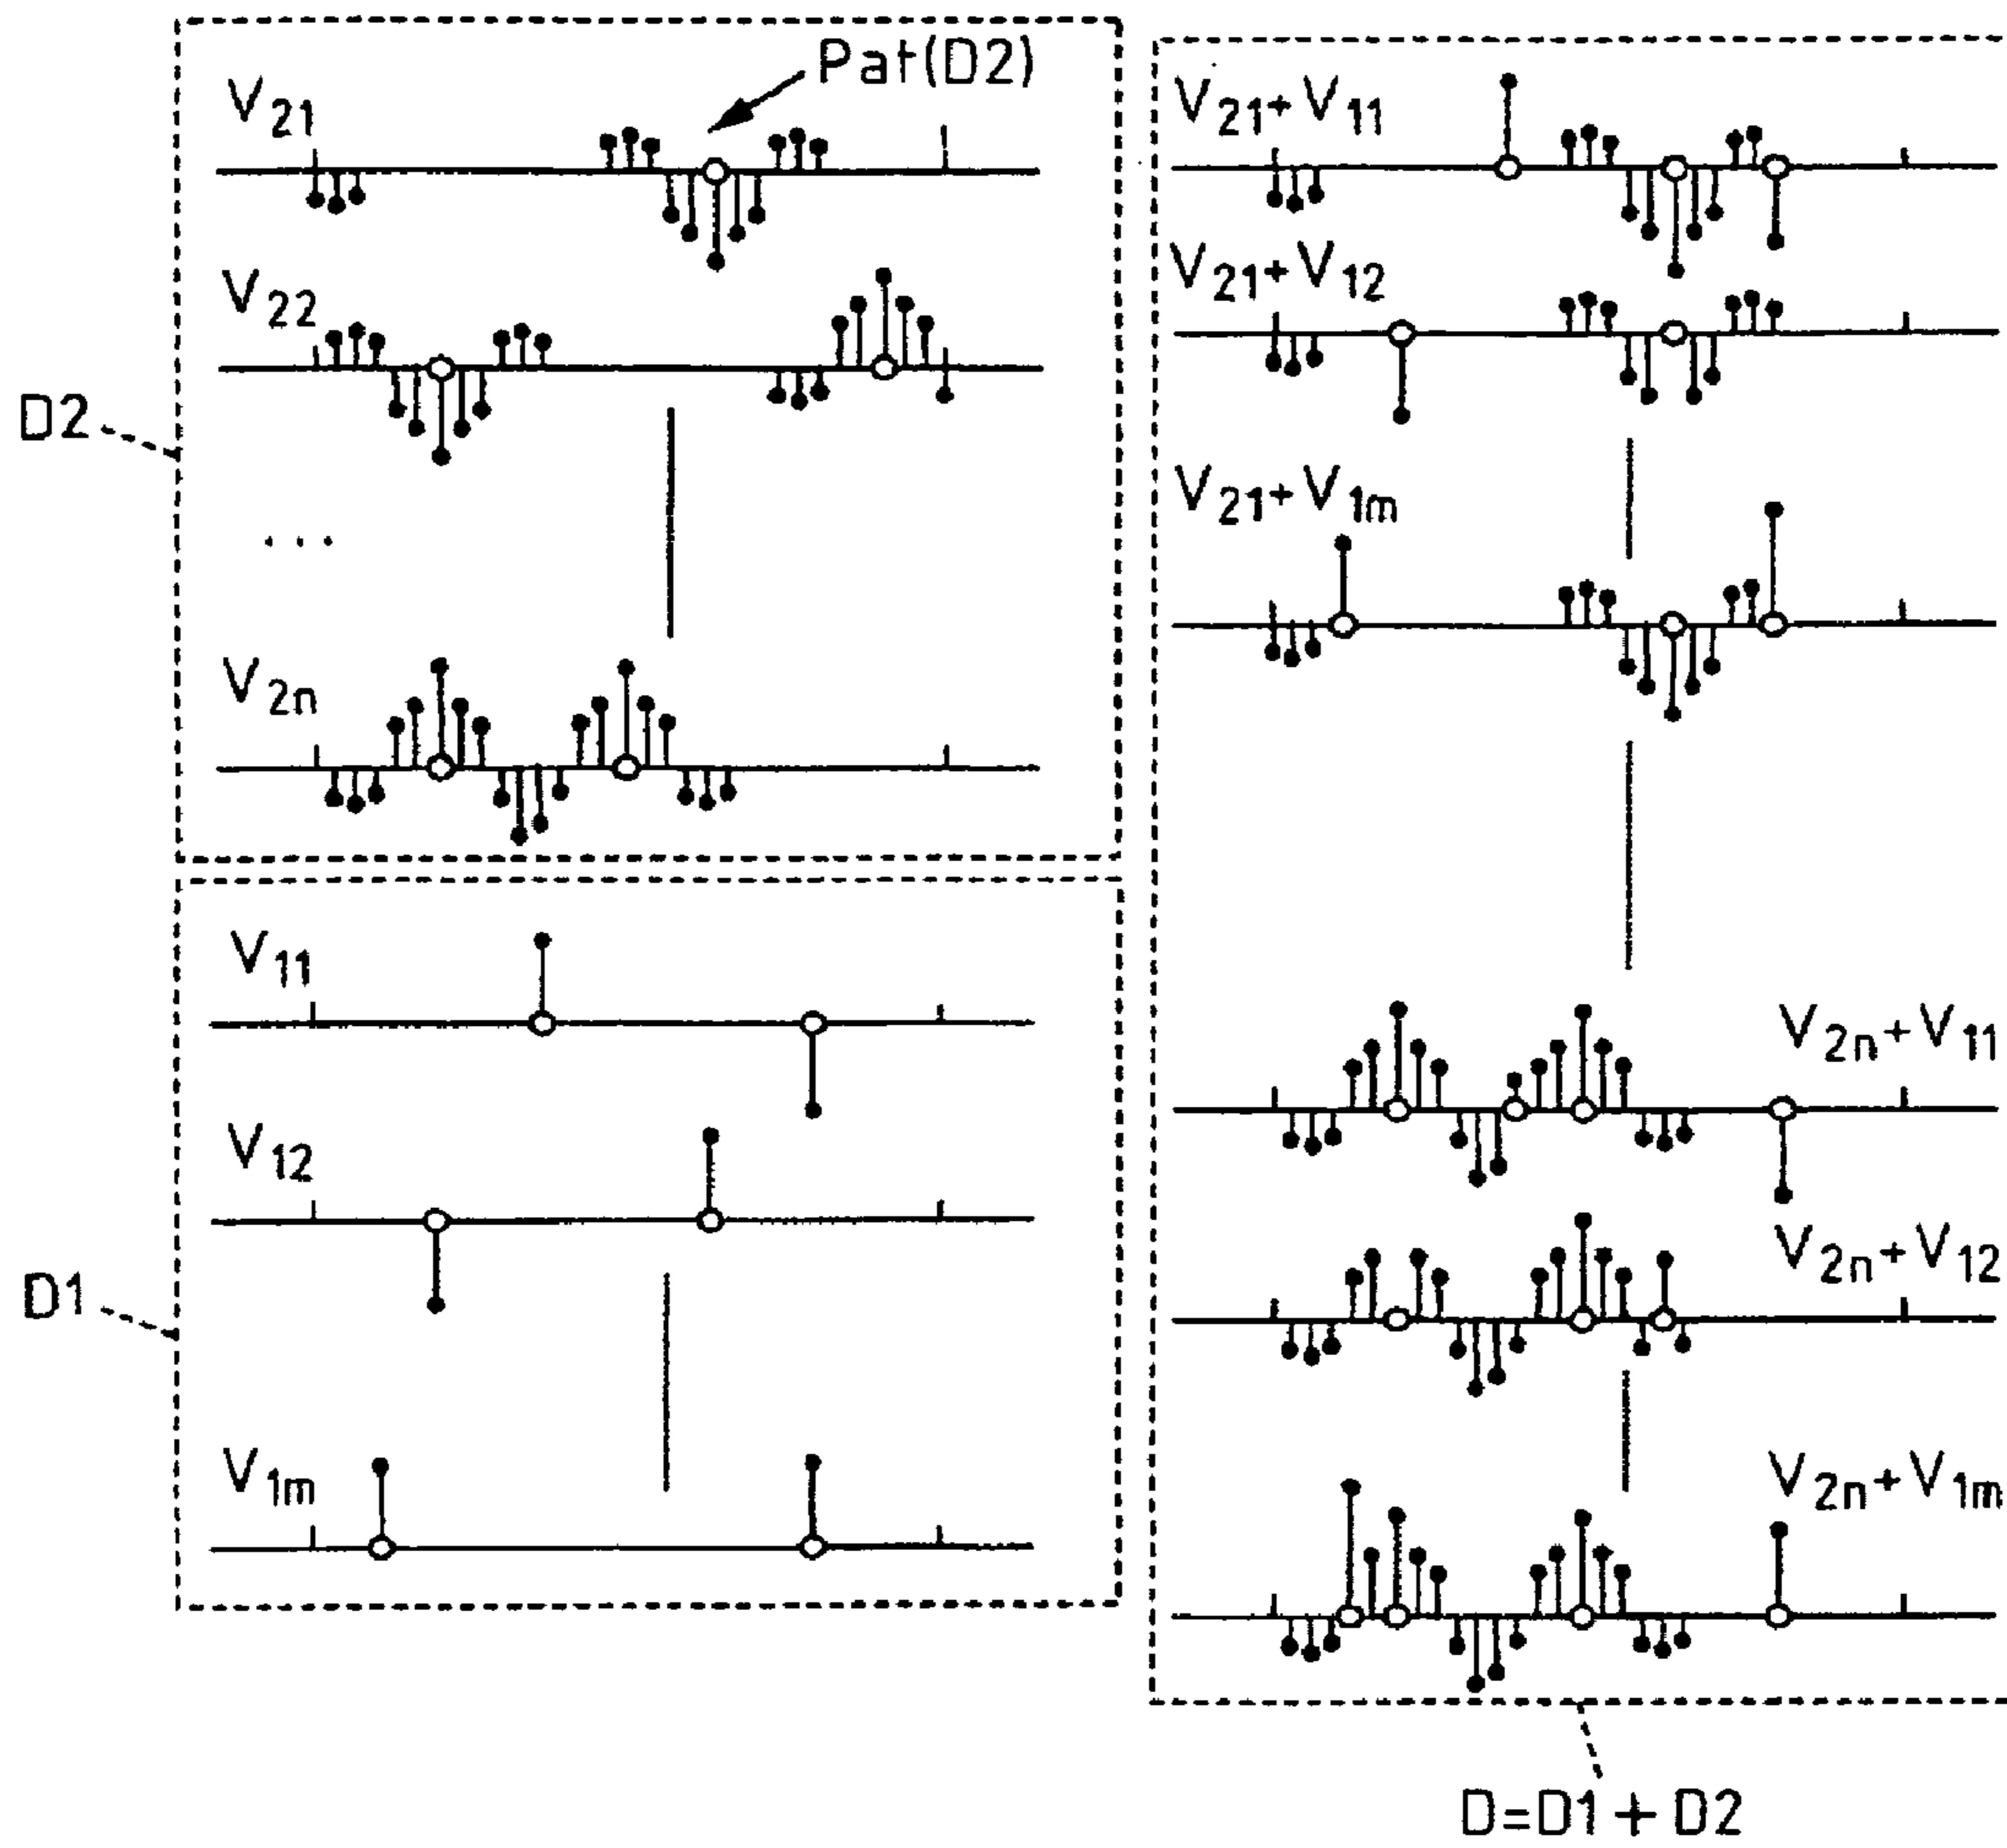 Pat(D2)
V21
V22
D2
...
V2n
V11
V12
D1
V1m
V21+V11
V21+V12
V21+V1m
V2n+V11
V2n+V12
V2n+V1m
D=D1+D2